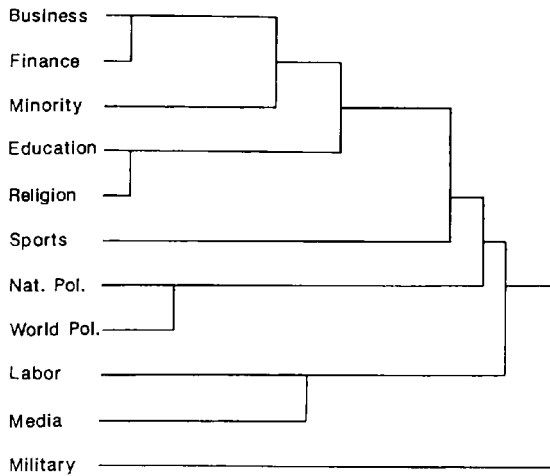 Business
Finance
Minority
Education
Religion
Sports
Nat. Pol.
World Pol.
Labor
Media
Military